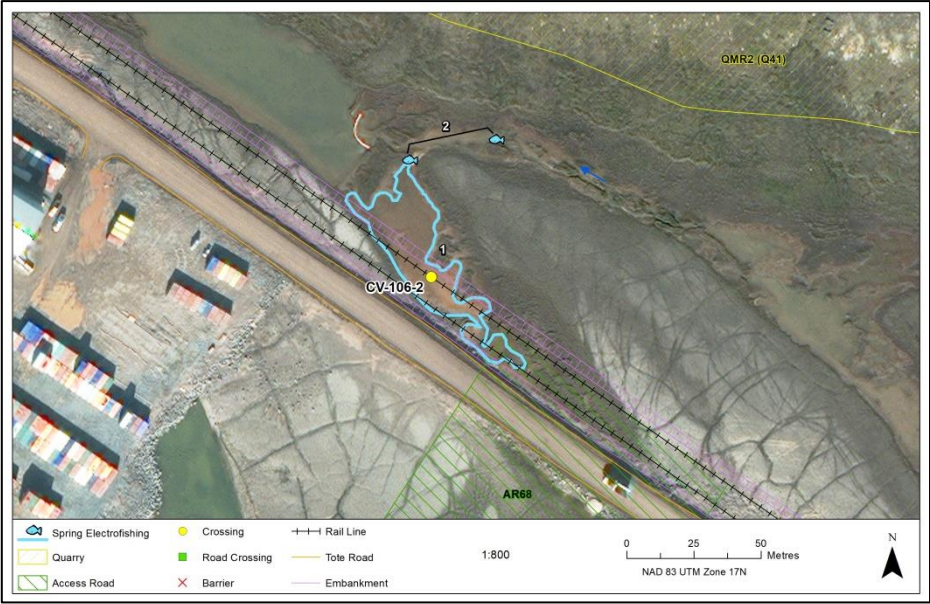 QMR2 (Q41)
2
1
CV-106-2
AR68
Spring Electrofishing
Crossing
Rail Line
Quarry
Road Crossing
Tote Road
1:800
0 25 50 Metres
Access Road
Barrier
Embankment
NAD 83 UTM Zone 17N
N